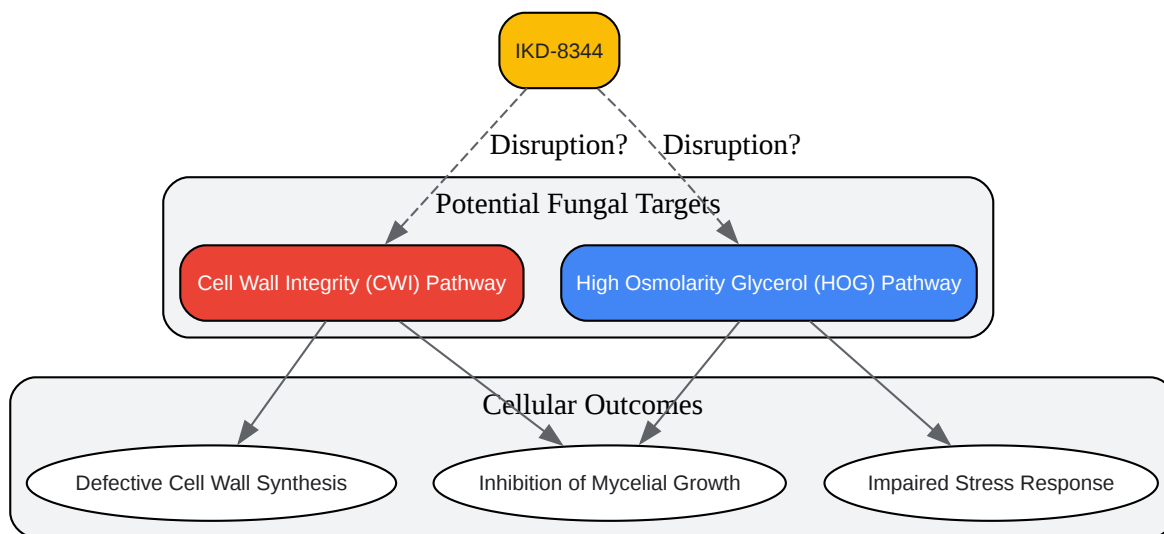 IKD-8344
Disruption?
Disruption?
Potential Fungal Targets
Cell Wall Integrity (CWI) Pathway
High Osmolarity Glycerol (HOG) Pathway
Cellular Outcomes
Defective Cell Wall Synthesis
Inhibition of Mycelial Growth
Impaired Stress Response